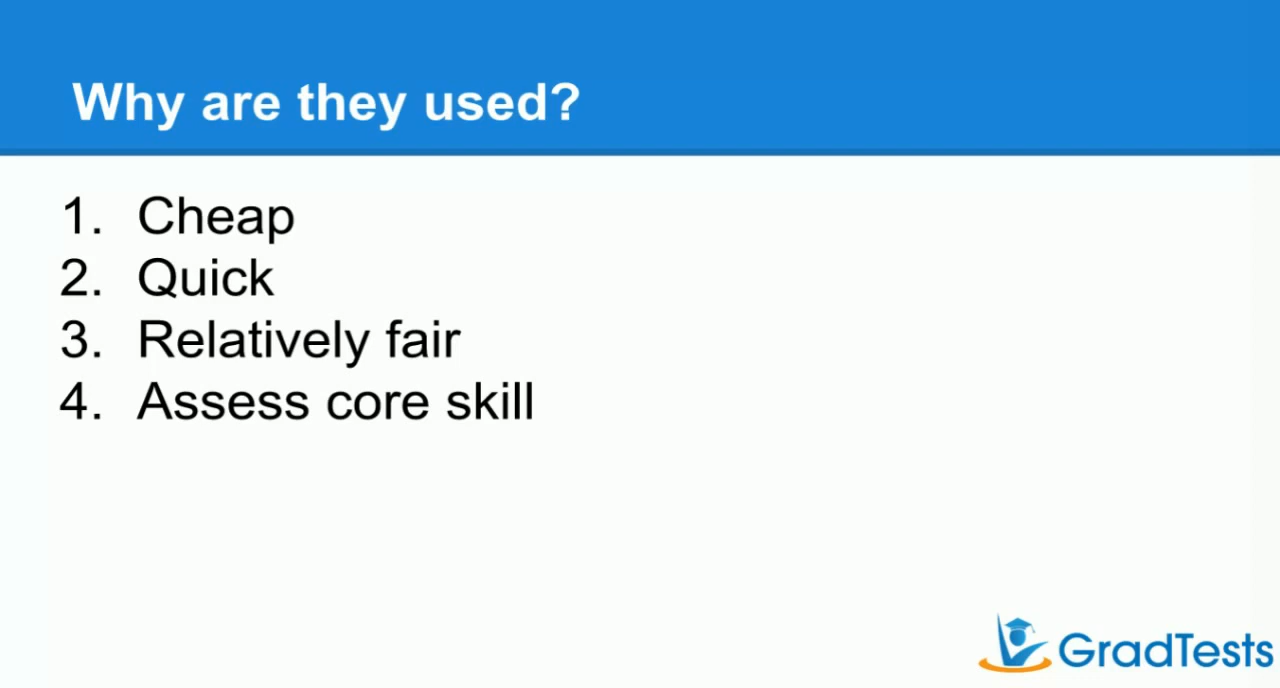 Why are they used?
1. Cheap
2. Quick
3. Relatively fair
4. Assess core skill
GradTests